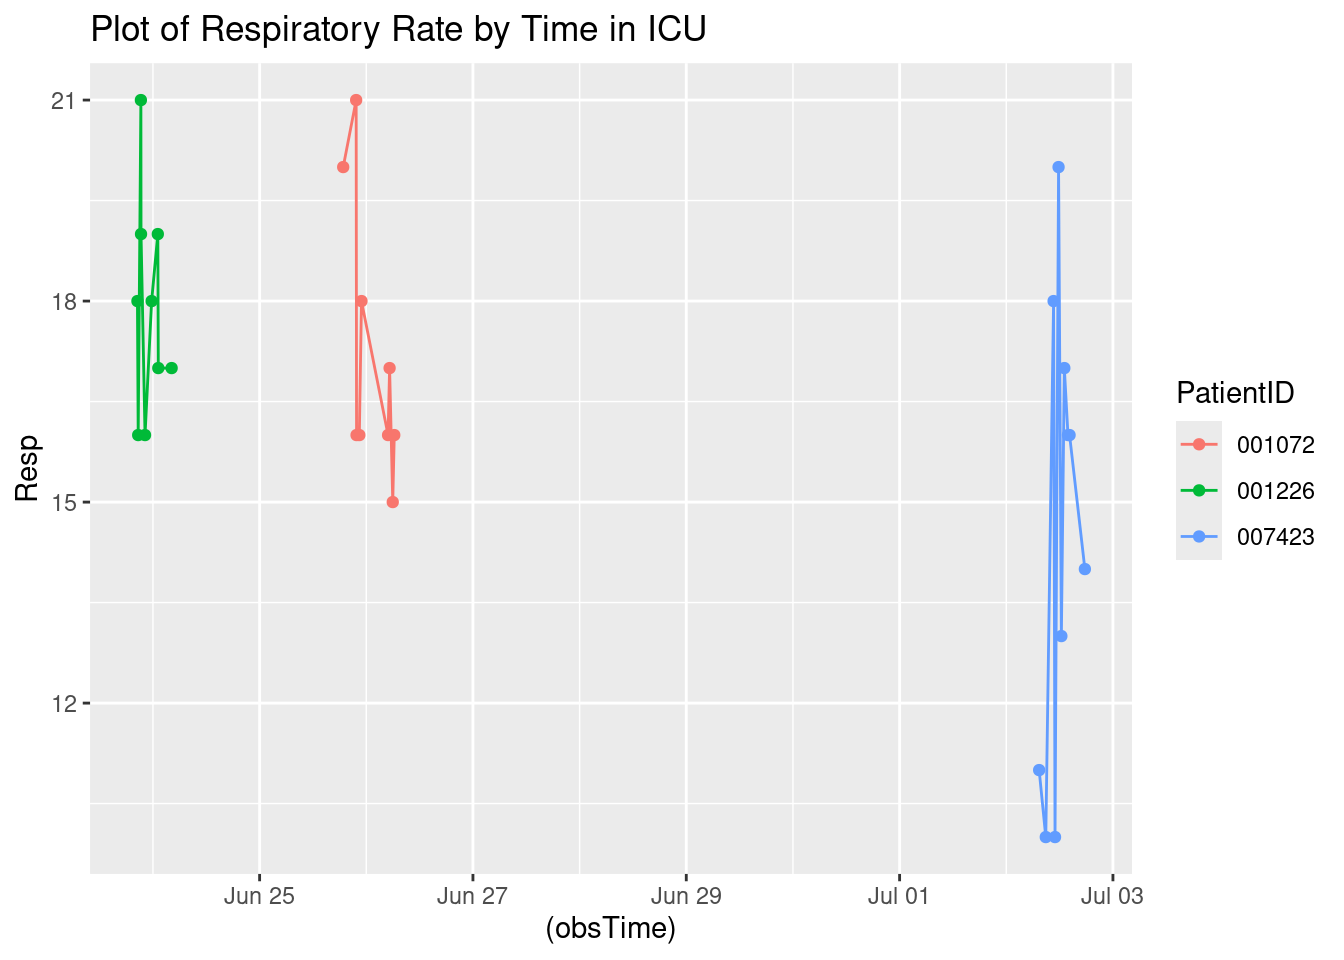 Plot of Respiratory Rate by Time in ICU
21
18
15
12
Resp
Jun 25
Jun 27
Jun 29
Jul 01
Jul 03
(obsTime)
PatientID
001072
001226
007423